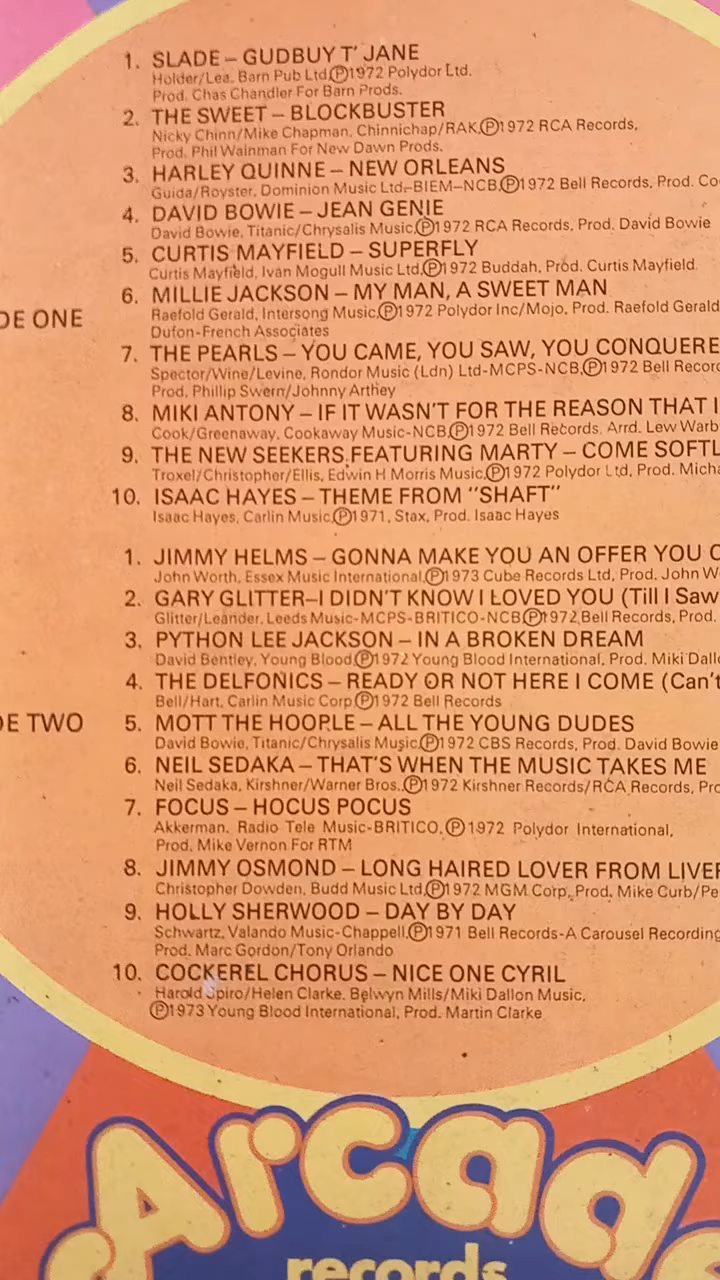 1. SLADE – GUDBUY T' JANE
Holder/Lea. Barn Pub Ltd.Ⓟ1972 Polydor Ltd.
Prod. Chas Chandler For Barn Prods.
2. THE SWEET – BLOCKBUSTER
Nicky Chinn/Mike Chapman, Chinnichap/RAK,Ⓟ1972 RCA Records,
Prod. Phil Wainman For New Dawn Prods.
3. HARLEY QUINNE – NEW ORLEANS
Guida/Royster, Dominion Music Ltd–BIEM–NCB,Ⓟ1972 Bell Records, Prod. Co
4. DAVID BOWIE – JEAN GENIE
David Bowie, Titanic/Chrysalis Music,Ⓟ1972 RCA Records, Prod. David Bowie
5. CURTIS MAYFIELD – SUPERFLY
Curtis Mayfield, Ivan Mogull Music Ltd,Ⓟ1972 Buddah, Prod. Curtis Mayfield.
DE ONE
6. MILLIE JACKSON – MY MAN, A SWEET MAN
Raefold Gerald, Intersong Music,Ⓟ1972 Polydor Inc/Mojo, Prod. Raefold Gerald
Dufon-French Associates
7. THE PEARLS – YOU CAME, YOU SAW, YOU CONQUERE
Spector/Wine/Levine, Rondor Music (Ldn) Ltd-MCPS-NCB,Ⓟ1972 Bell Recor
Prod. Phillip Swern/Johnny Arthey
8. MIKI ANTONY – IF IT WASN'T FOR THE REASON THAT I
Cook/Greenaway, Cookaway Music-NCB,Ⓟ1972 Bell Records, Arrd. Lew Warb
9. THE NEW SEEKERS FEATURING MARTY – COME SOFTL
Troxel/Christopher/Ellis, Edwin H Morris Music,Ⓟ1972 Polydor Ltd, Prod. Micha
10. ISAAC HAYES – THEME FROM "SHAFT"
Isaac Hayes, Carlin Music,Ⓟ1971, Stax, Prod. Isaac Hayes
1. JIMMY HELMS – GONNA MAKE YOU AN OFFER YOU C
John Worth, Essex Music International,Ⓟ1973 Cube Records Ltd, Prod. John W
2. GARY GLITTER–I DIDN'T KNOW I LOVED YOU (Till I Saw
Glitter/Leander, Leeds Music-MCPS-BRITICO-NCBⓅ1972,Bell Records, Prod.
3. PYTHON LEE JACKSON – IN A BROKEN DREAM
David Bentley, Young Blood,Ⓟ1972 Young Blood International, Prod. Miki Dallo
4. THE DELFONICS – READY OR NOT HERE I COME (Can't
Bell/Hart, Carlin Music Corp,Ⓟ1972 Bell Records
DE TWO
5. MOTT THE HOOPLE – ALL THE YOUNG DUDES
David Bowie, Titanic/Chrysalis Music,Ⓟ1972 CBS Records, Prod. David Bowie
6. NEIL SEDAKA – THAT'S WHEN THE MUSIC TAKES ME
Neil Sedaka, Kirshner/Warner Bros.,Ⓟ1972 Kirshner Records/RCA Records, Pro
7. FOCUS – HOCUS POCUS
Akkerman. Radio Tele Music-BRITICO,Ⓟ1972 Polydor International,
Prod. Mike Vernon For RTM
8. JIMMY OSMOND – LONG HAIRED LOVER FROM LIVER
Christopher Dowden, Budd Music Ltd,Ⓟ1972 MGM Corp, Prod. Mike Curb/Pe
9. HOLLY SHERWOOD – DAY BY DAY
Schwartz, Valando Music-Chappell,Ⓟ1971 Bell Records-A Carousel Recording
Prod. Marc Gordon/Tony Orlando
10. COCKEREL CHORUS – NICE ONE CYRIL
Harold Spiro/Helen Clarke, Belwyn Mills/Miki Dallon Music,
Ⓟ1973 Young Blood International, Prod. Martin Clarke
Arcade
records